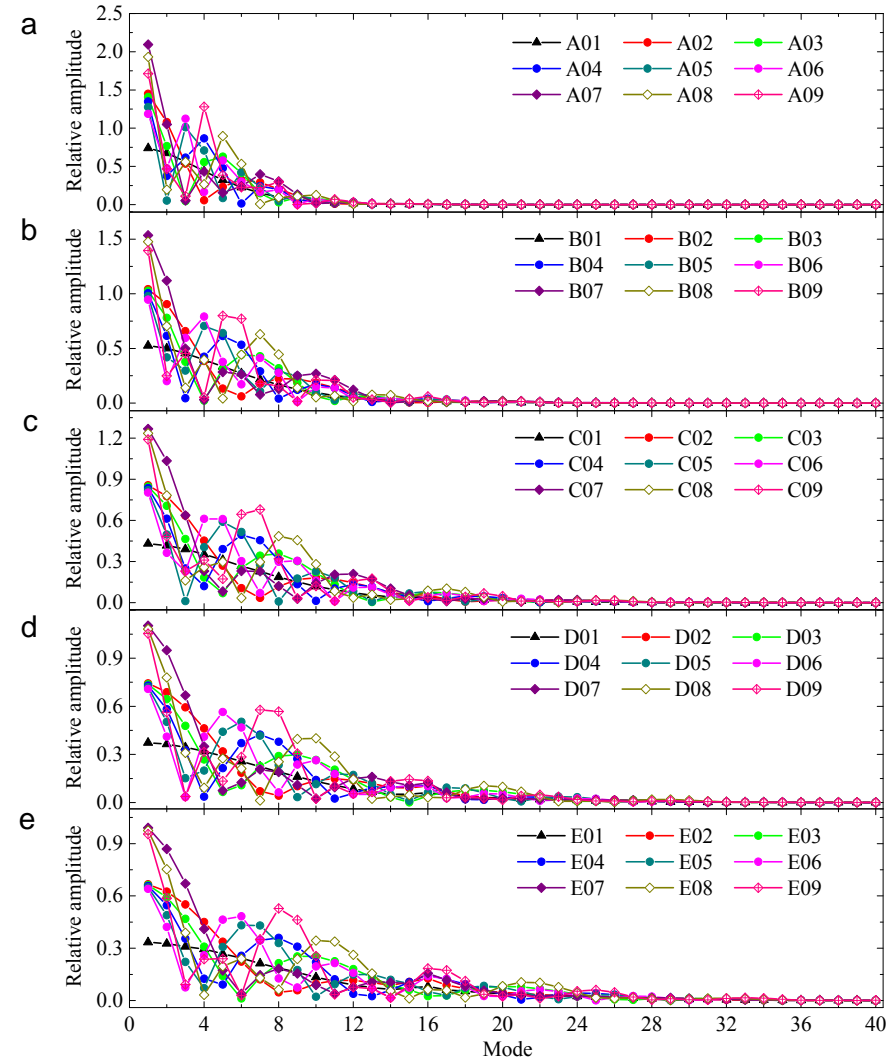 a
Relative amplitude
2.5
2.0
1.5
1.0
0.5
0.0
A01 A02 A03
A04 A05 A06
A07 A08 A09
b
Relative amplitude
1.5
1.0
0.5
0.0
B01 B02 B03
B04 B05 B06
B07 B08 B09
c
Relative amplitude
1.2
0.9
0.6
0.3
0.0
C01 C02 C03
C04 C05 C06
C07 C08 C09
d
Relative amplitude
0.9
0.6
0.3
0.0
D01 D02 D03
D04 D05 D06
D07 D08 D09
e
Relative amplitude
0.9
0.6
0.3
0.0
E01 E02 E03
E04 E05 E06
E07 E08 E09
0 4 8 12 16 20 24 28 32 36 40
Mode